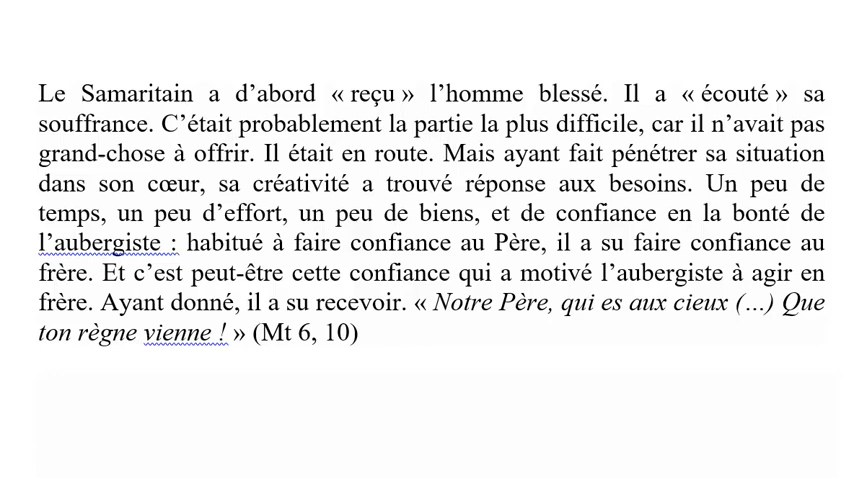 Le Samaritain a d’abord « reçu » l’homme blessé. Il a « écouté » sa
souffrance. C’était probablement la partie la plus difficile, car il n’avait pas
grand-chose à offrir. Il était en route. Mais ayant fait pénétrer sa situation
dans son cœur, sa créativité a trouvé réponse aux besoins. Un peu de
temps, un peu d’effort, un peu de biens, et de confiance en la bonté de
l’aubergiste : habitué à faire confiance au Père, il a su faire confiance au
frère. Et c’est peut-être cette confiance qui a motivé l’aubergiste à agir en
frère. Ayant donné, il a su recevoir. « Notre Père, qui es aux cieux (…) Que
ton règne vienne ! » (Mt 6, 10)